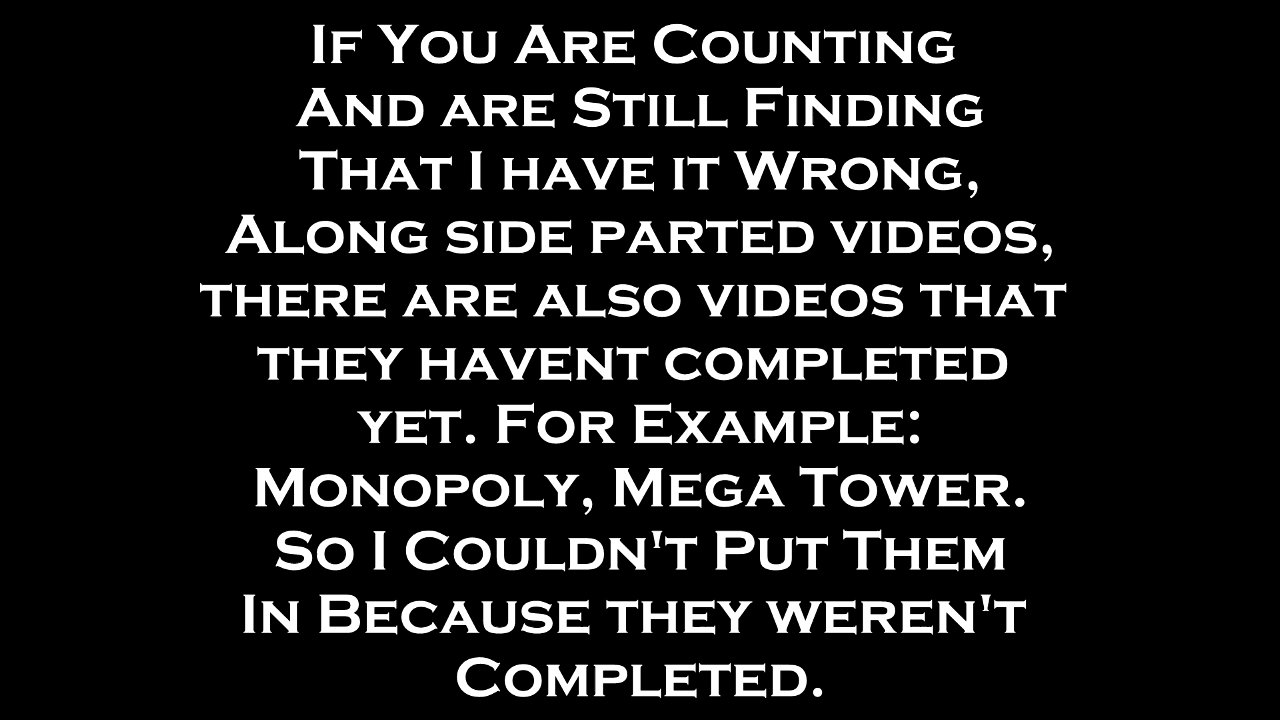 If You Are Counting
And are Still Finding
That I have it Wrong,
Along side parted videos,
there are also videos that
they havent completed
yet. For Example:
Monopoly, Mega Tower.
So I Couldn't Put Them
In Because they weren't
Completed.